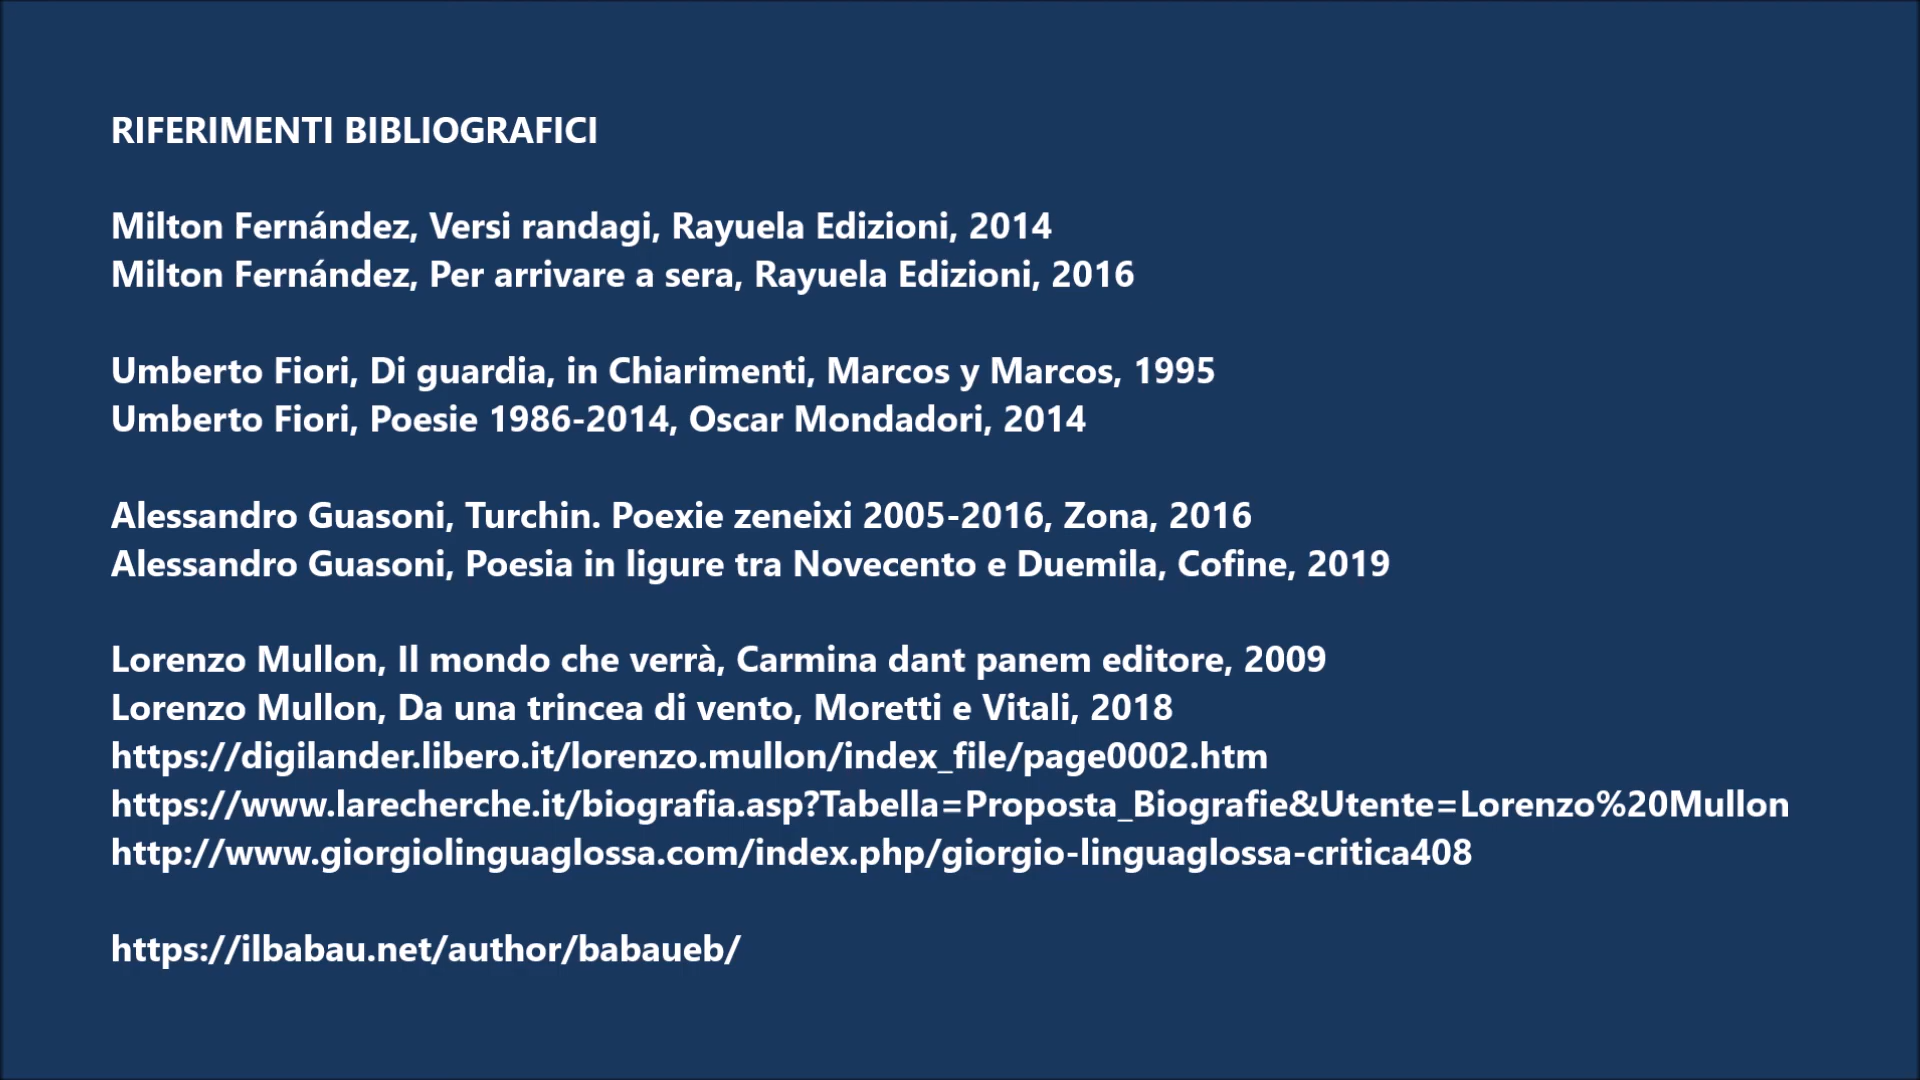 RIFERIMENTI BIBLIOGRAFICI
Milton Fernández, Versi randagi, Rayuela Edizioni, 2014
Milton Fernández, Per arrivare a sera, Rayuela Edizioni, 2016
Umberto Fiori, Di guardia, in Chiarimenti, Marcos y Marcos, 1995
Umberto Fiori, Poesie 1986-2014, Oscar Mondadori, 2014
Alessandro Guasoni, Turchin. Poexie zeneixi 2005-2016, Zona, 2016
Alessandro Guasoni, Poesia in ligure tra Novecento e Duemila, Cofine, 2019
Lorenzo Mullon, Il mondo che verrà, Carmina dant panem editore, 2009
Lorenzo Mullon, Da una trincea di vento, Moretti e Vitali, 2018
https://digilander.libero.it/lorenzo.mullon/index_file/page0002.htm
https://www.larecherche.it/biografia.asp?Tabella=Proposta_Biografie&Utente=Lorenzo%20Mullon
http://www.giorgiolinguaglossa.com/index.php/giorgio-linguaglossa-critica408
https://ilbabau.net/author/babaueb/